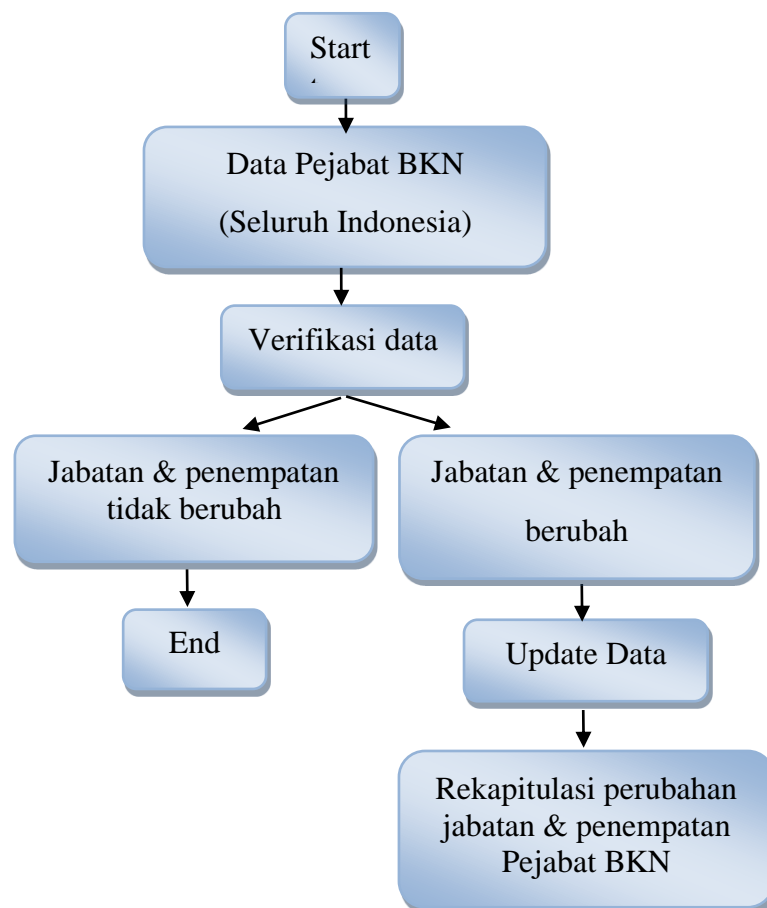 Start
Data Pejabat BKN
(Seluruh Indonesia)
Verifikasi data
Jabatan & penempatan
tidak berubah
Jabatan & penempatan
berubah
End
Update Data
Rekapitulasi perubahan
jabatan & penempatan
Pejabat BKN